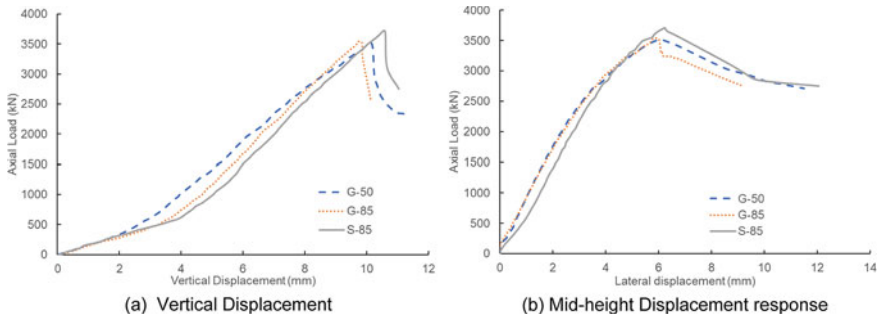 4000
3500
3000
2500
2000
1500
1000
500
0
Axial Load (kN)
G-50
G-85
S-85
0 2 4 6 8 10 12
Vertical Displacement (mm)
(a) Vertical Displacement
4000
3500
3000
2500
2000
1500
1000
500
0
Axial Load (kN)
G-50
G-85
S-85
0 2 4 6 8 10 12 14
Lateral displacement (mm)
(b) Mid-height Displacement response